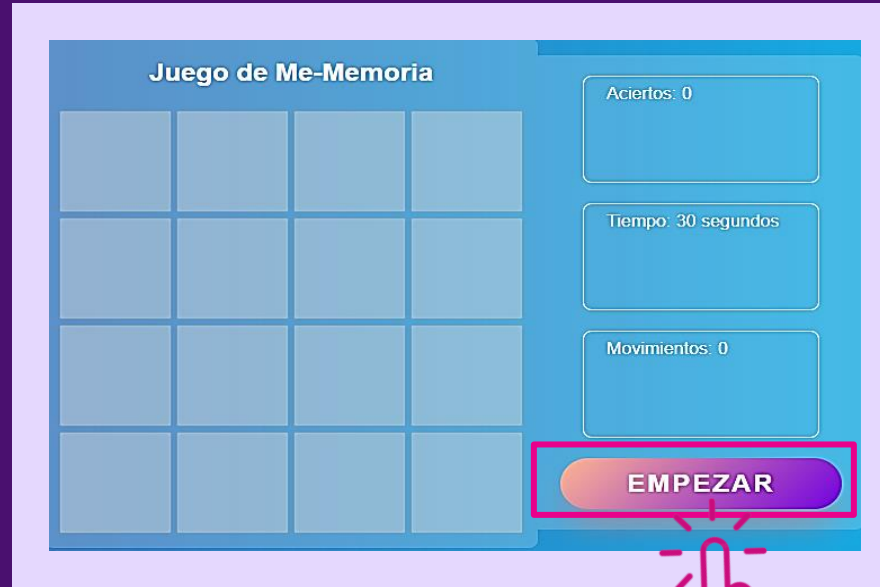 Juego de Me-Memoria
Aciertos: 0
Tiempo: 30 segundos
Movimientos: 0
EMPEZAR